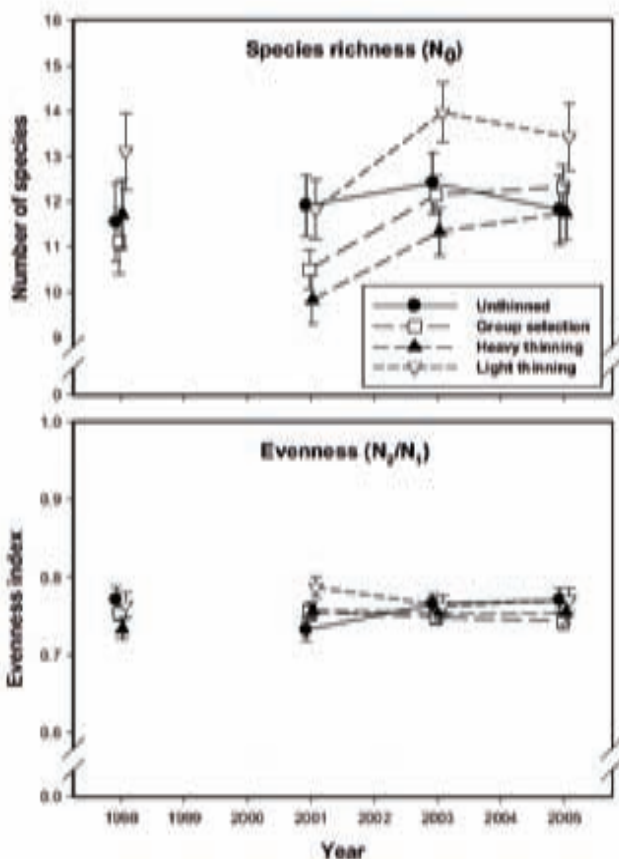 Species richness (N0)
Number of species
16
15
14
13
12
11
10
9
0
Unthinned
Group selection
Heavy thinning
Light thinning
Evenness (N2/N1)
Evenness index
1.0
0.9
0.8
0.7
0.6
0.0
1998 1999 2000 2001 2002 2003 2004 2005
Year